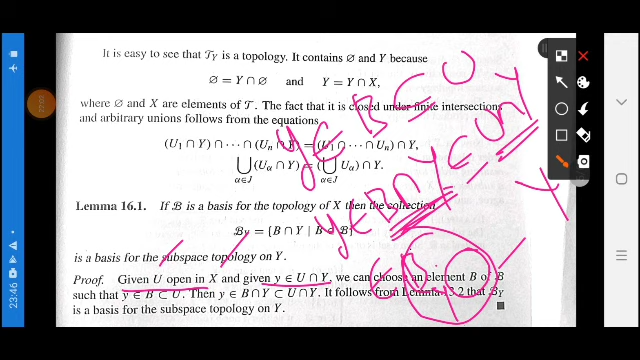 It is easy to see that 𝒯_Y is a topology. It contains ∅ and Y because
∅ = Y ∩ ∅ and Y = Y ∩ X,
where ∅ and X are elements of 𝒯. The fact that it is closed under finite intersections
and arbitrary unions follows from the equations
(U₁ ∩ Y) ∩ ⋯ ∩ (Uₙ ∩ Y) = (U₁ ∩ ⋯ ∩ Uₙ) ∩ Y,
⋃_{α∈J} (U_α ∩ Y) = (⋃_{α∈J} U_α) ∩ Y.
Lemma 16.1. If ℬ is a basis for the topology of X then the collection
ℬ_Y = {B ∩ Y | B ∈ ℬ}
is a basis for the subspace topology on Y.
Proof. Given U open in X and given y ∈ U ∩ Y, we can choose an element B of ℬ
such that y ∈ B ⊂ U. Then y ∈ B ∩ Y ⊂ U ∩ Y. It follows from Lemma 13.2 that ℬ_Y
is a basis for the subspace topology on Y.
y ∈ B ⊂ U
y ∈ B ∩ Y ⊂ U ∩ Y
Y
∈ B_Y
23:46